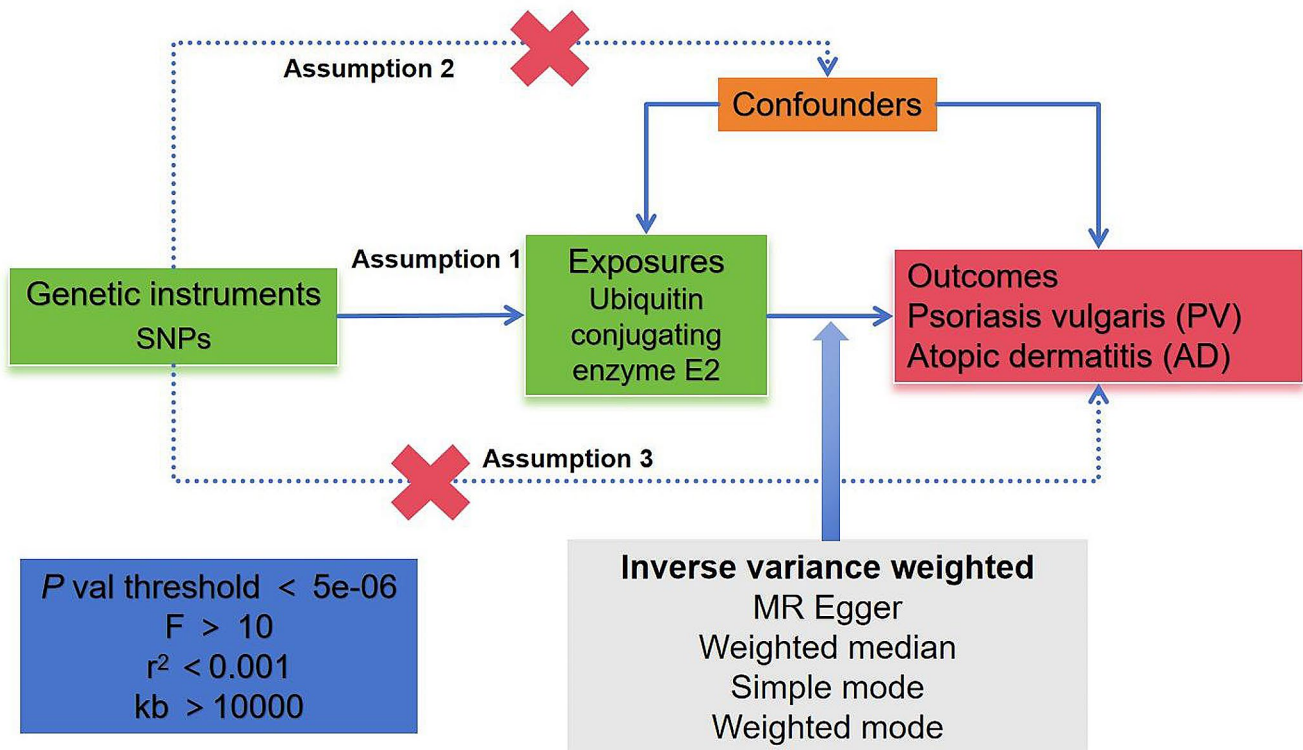 Assumption 2
Confounders
Assumption 1
Genetic instruments
SNPs
Exposures
Ubiquitin
conjugating
enzyme E2
Outcomes
Psoriasis vulgaris (PV)
Atopic dermatitis (AD)
Assumption 3
P val threshold < 5e-06
F > 10
r² < 0.001
kb > 10000
Inverse variance weighted
MR Egger
Weighted median
Simple mode
Weighted mode